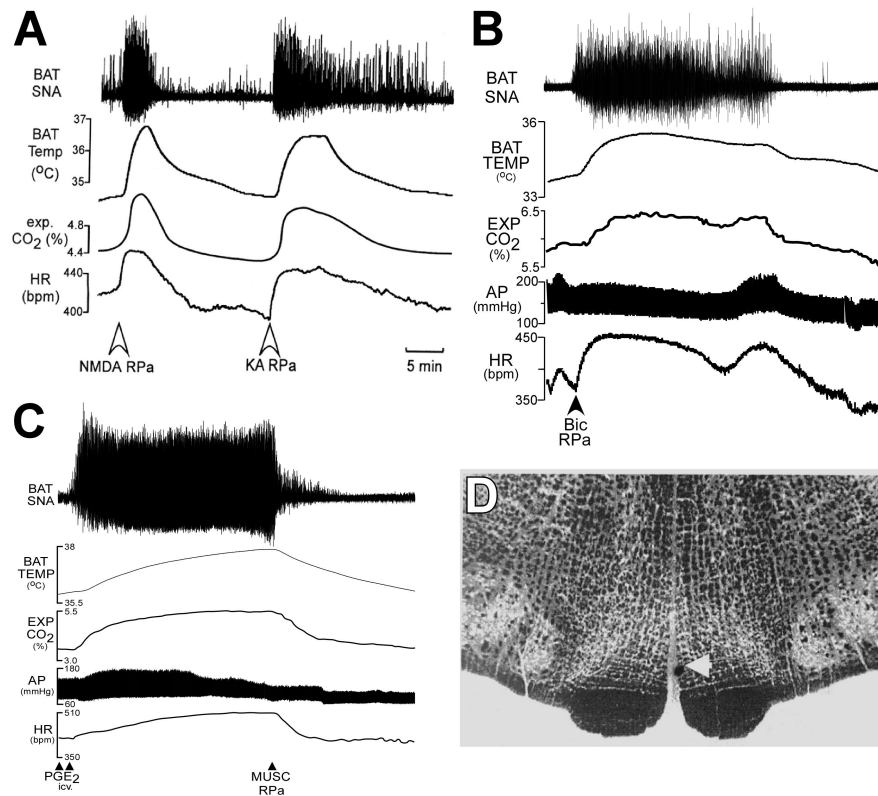 A
BAT
SNA
37
BAT
Temp
36
(°C)
35
exp.
4.8
CO2 (%)
4.4
HR
440
(bpm)
400
NMDA RPa
KA RPa
5 min
B
BAT
SNA
36
BAT
TEMP
(°C)
33
6.5
EXP
CO2
(%)
5.5
200
AP
(mmHg)
100
450
HR
(bpm)
350
Bic
RPa
C
BAT
SNA
38
BAT
TEMP
(°C)
35.5
5.5
EXP
CO2
(%)
3.0
180
AP
(mmHg)
60
510
HR
(bpm)
350
PGE2
icv.
MUSC
RPa
D